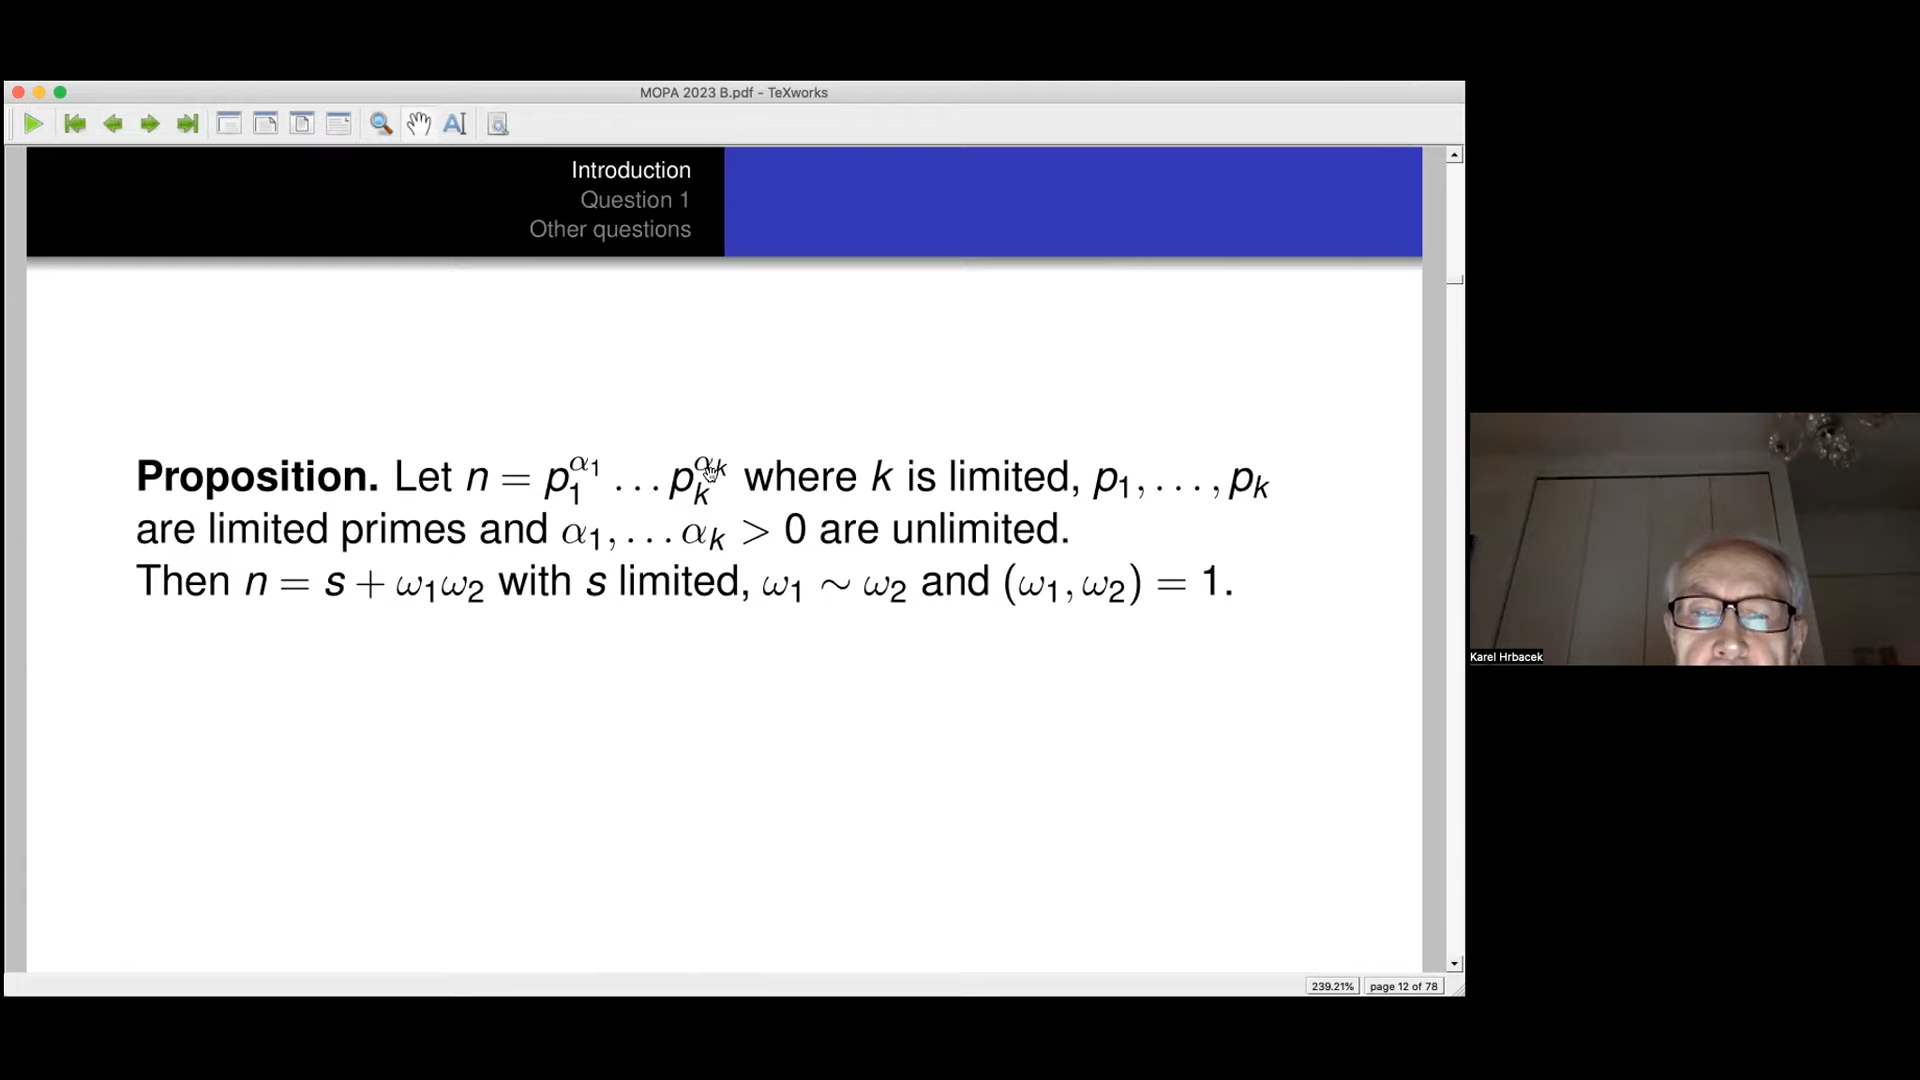 MOPA 2023 B.pdf - TeXworks
Introduction
Question 1
Other questions
Proposition. Let n = p₁^α₁ … pₖ^αₖ where k is limited, p₁, …, pₖ
are limited primes and α₁, … αₖ > 0 are unlimited.
Then n = s + ω₁ω₂ with s limited, ω₁ ∼ ω₂ and (ω₁, ω₂) = 1.
Karel Hrbacek
239.21% page 12 of 78